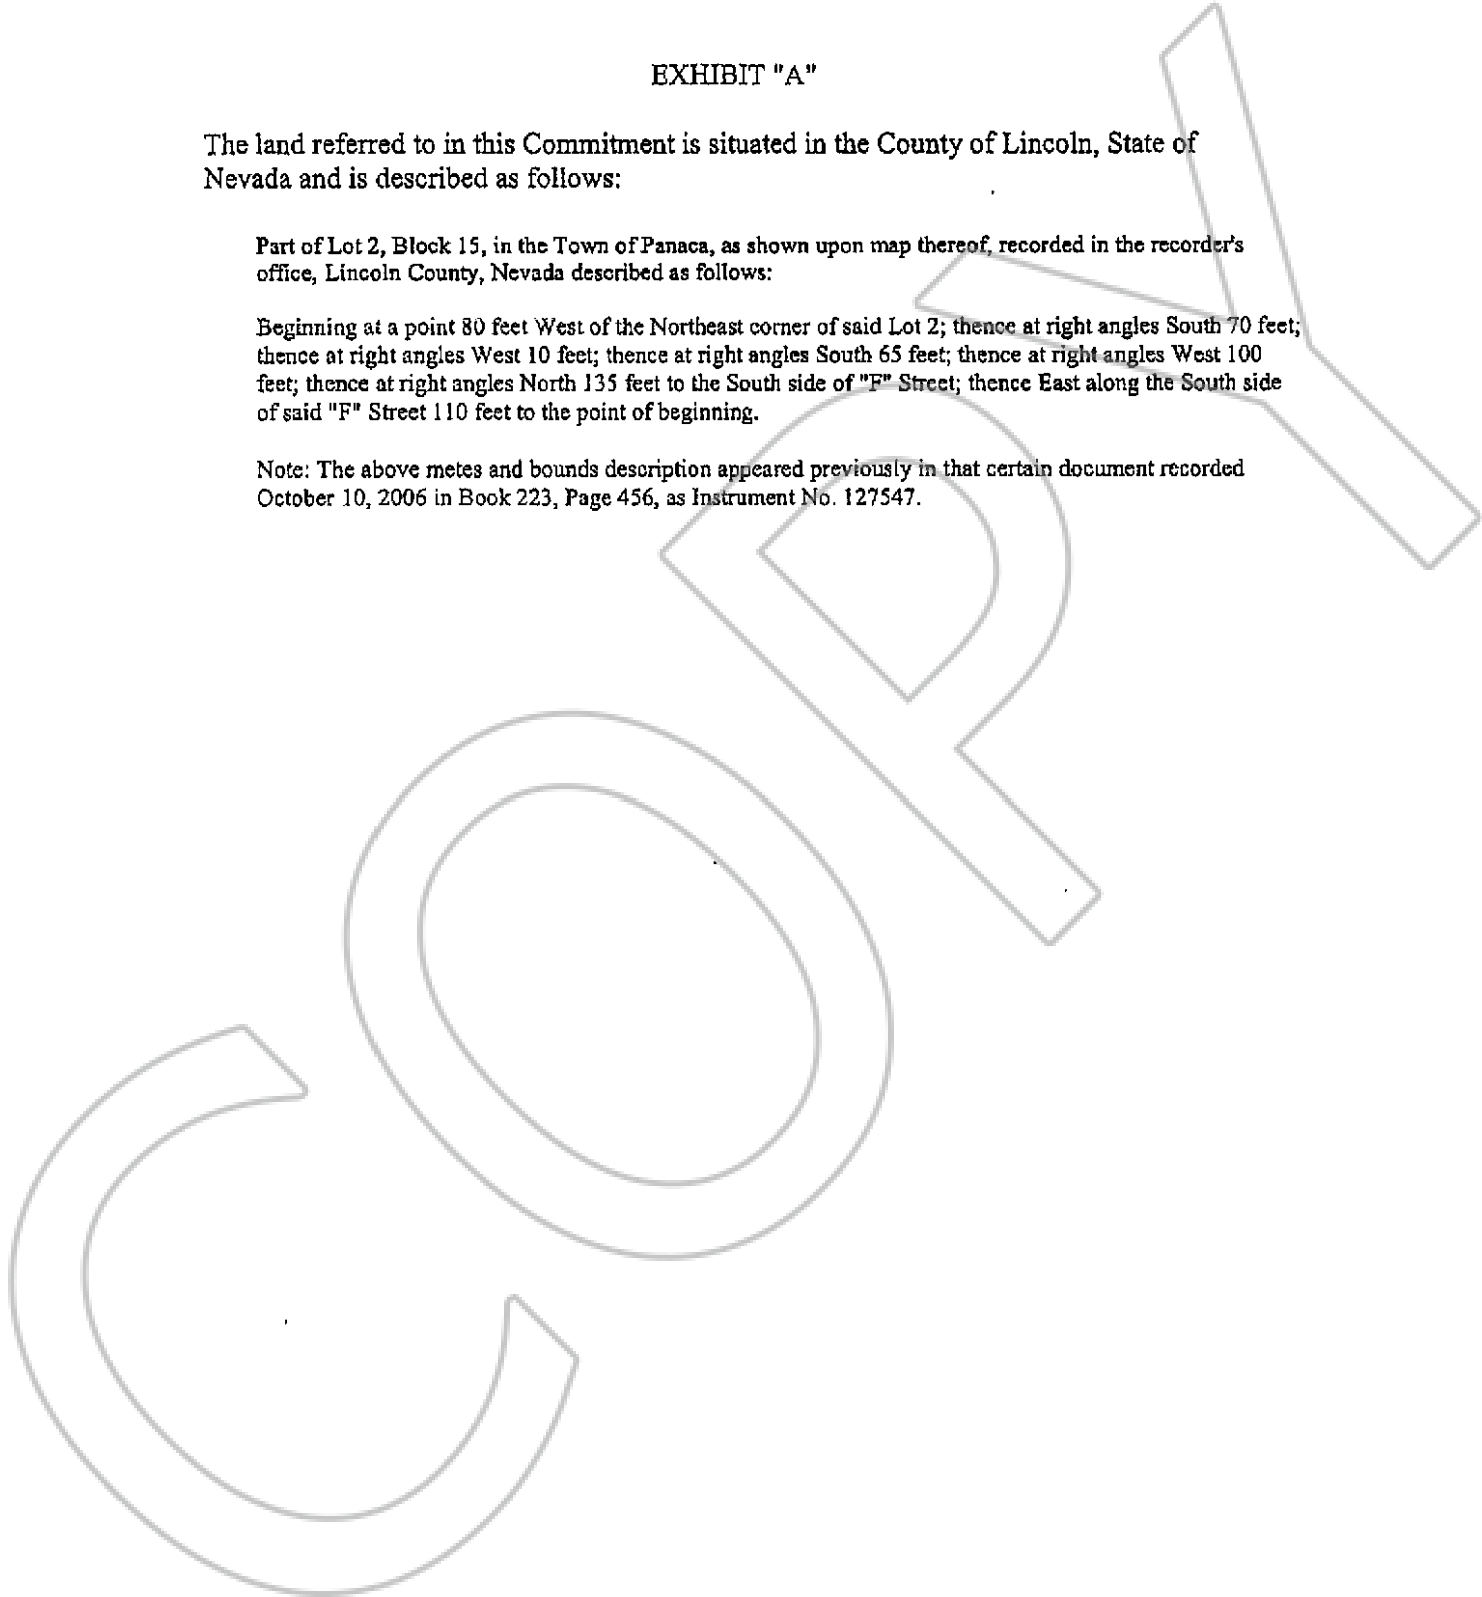 EXHIBIT "A"
The land referred to in this Commitment is situated in the County of Lincoln, State of
Nevada and is described as follows:
Part of Lot 2, Block 15, in the Town of Panaca, as shown upon map thereof, recorded in the recorder's
office, Lincoln County, Nevada described as follows:
Beginning at a point 80 feet West of the Northeast corner of said Lot 2; thence at right angles South 70 feet;
thence at right angles West 10 feet; thence at right angles South 65 feet; thence at right angles West 100
feet; thence at right angles North 135 feet to the South side of "F" Street; thence East along the South side
of said "F" Street 110 feet to the point of beginning.
Note: The above metes and bounds description appeared previously in that certain document recorded
October 10, 2006 in Book 223, Page 456, as Instrument No. 127547.
COPY